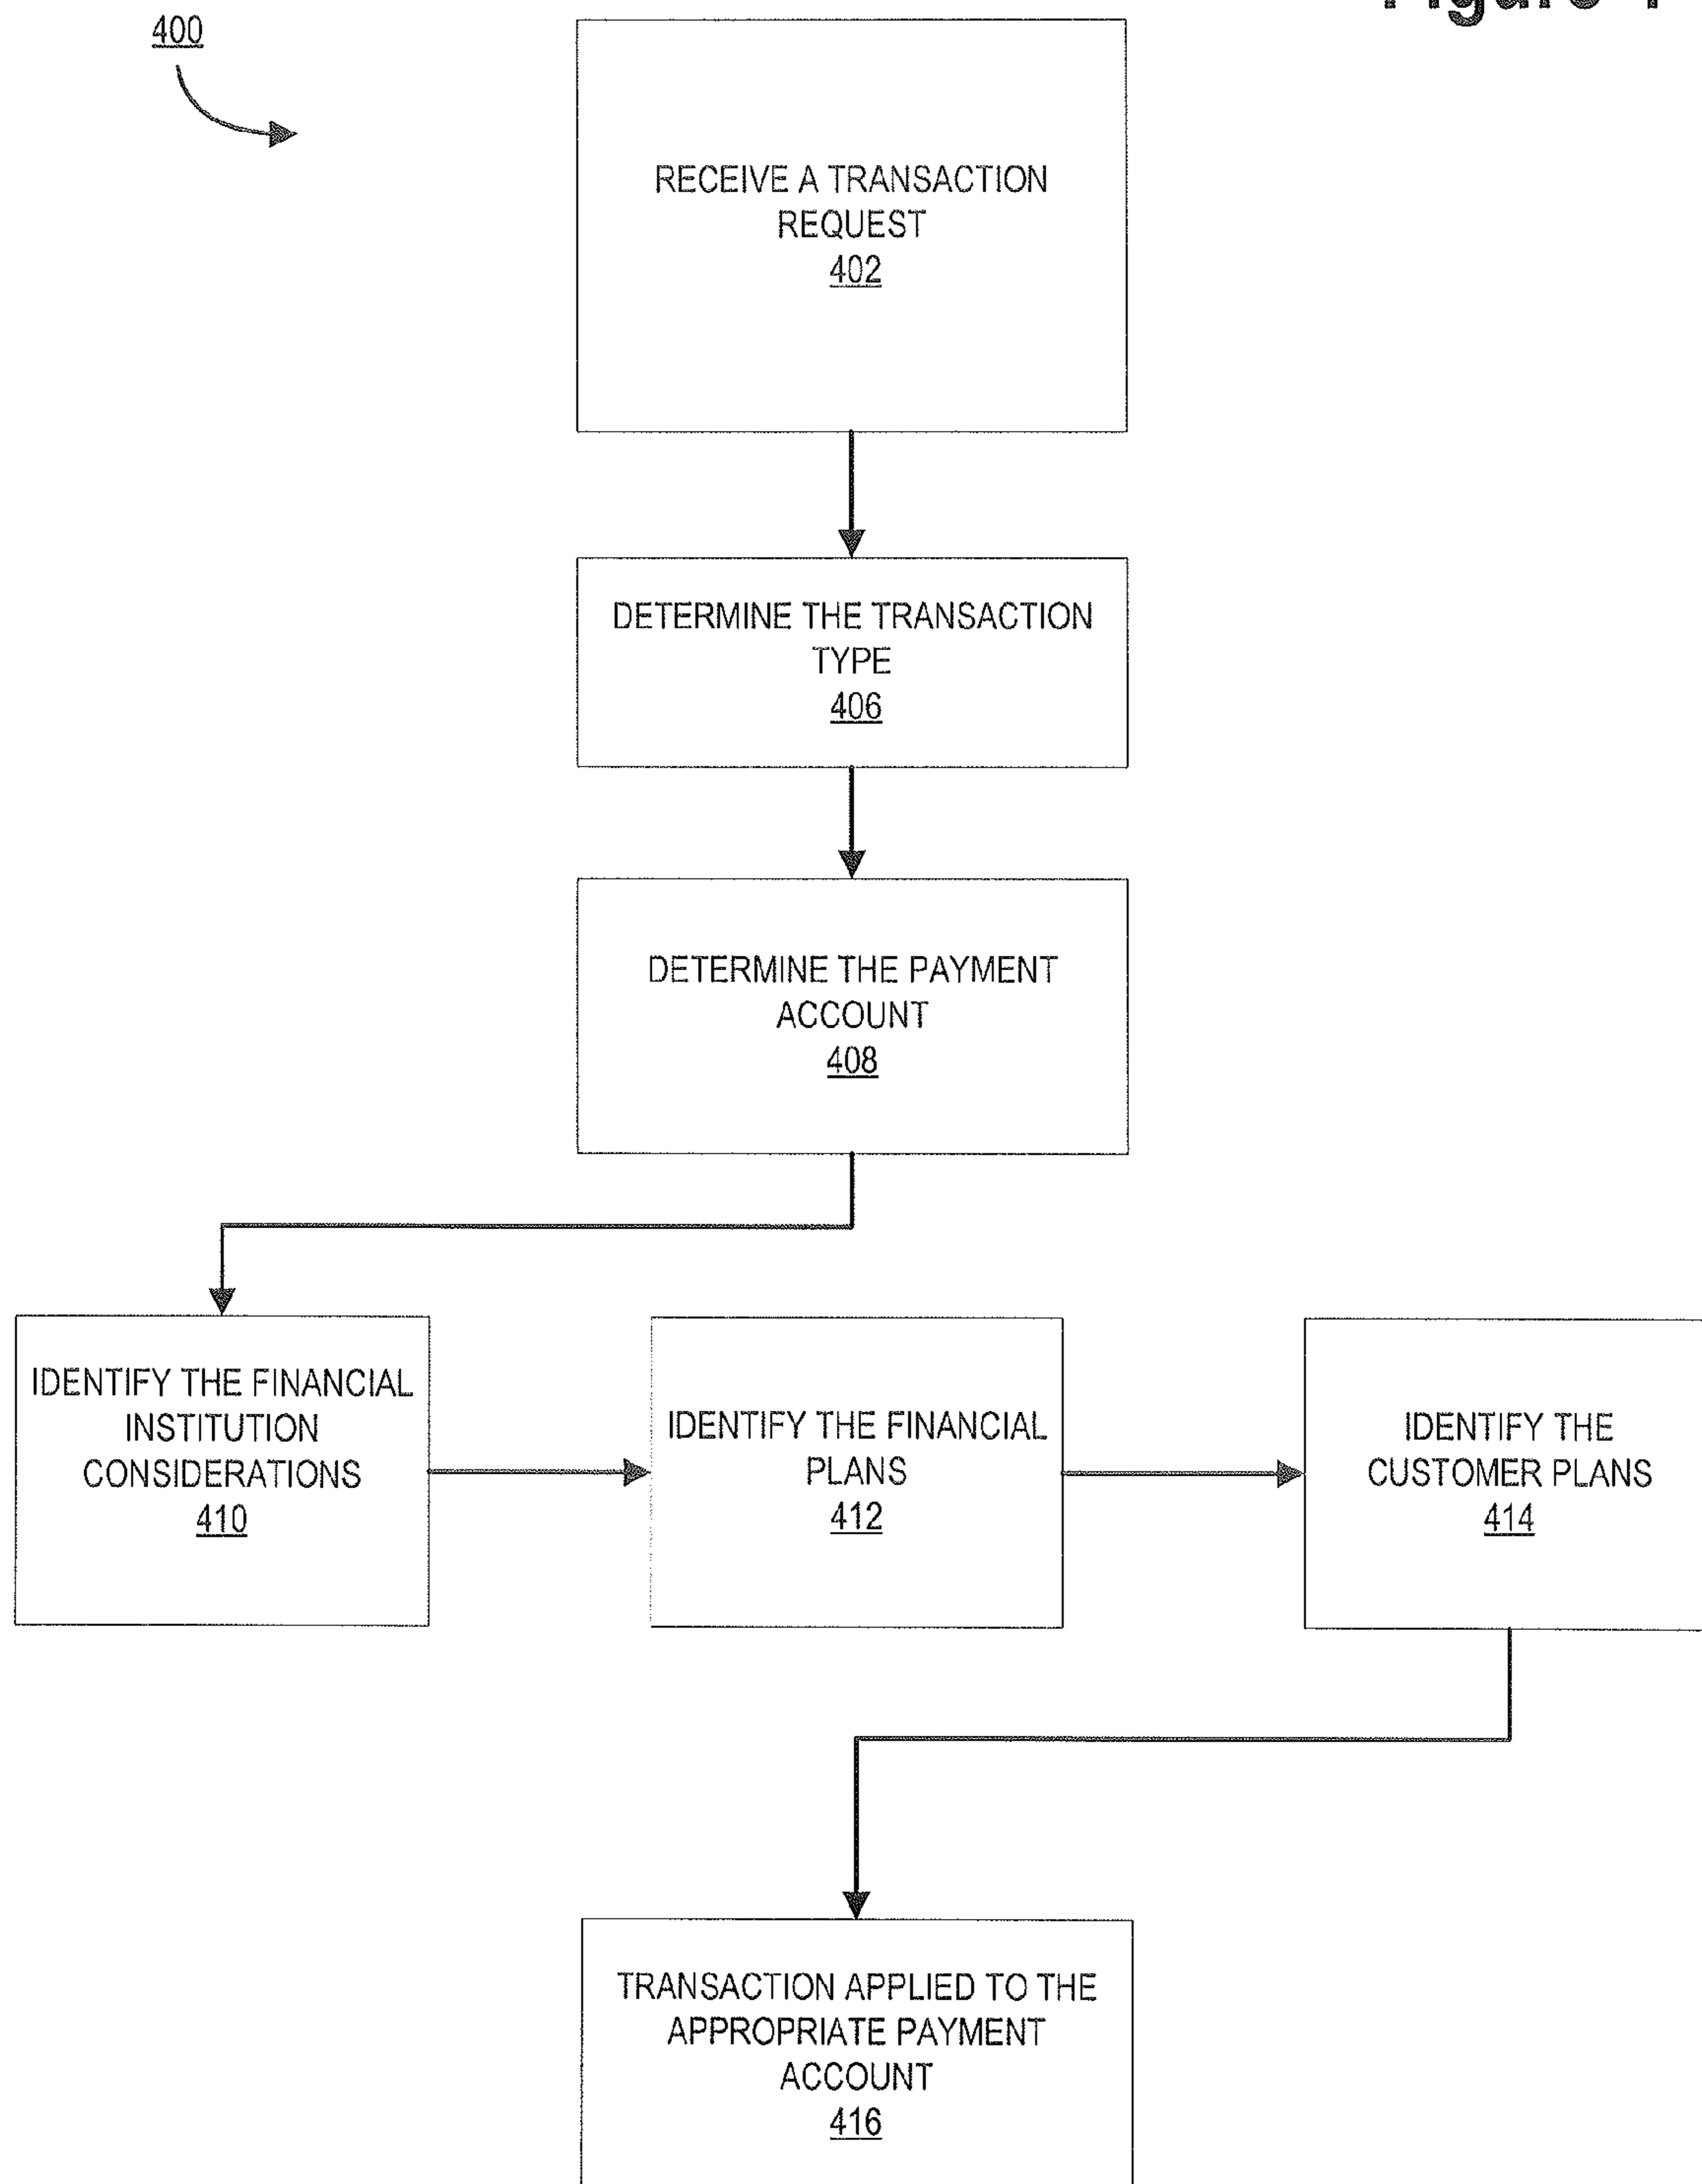 400
RECEIVE A TRANSACTION
REQUEST
402
DETERMINE THE TRANSACTION
TYPE
406
DETERMINE THE PAYMENT
ACCOUNT
408
IDENTIFY THE FINANCIAL
INSTITUTION
CONSIDERATIONS
410
IDENTIFY THE FINANCIAL
PLANS
412
IDENTIFY THE
CUSTOMER PLANS
414
TRANSACTION APPLIED TO THE
APPROPRIATE PAYMENT
ACCOUNT
416